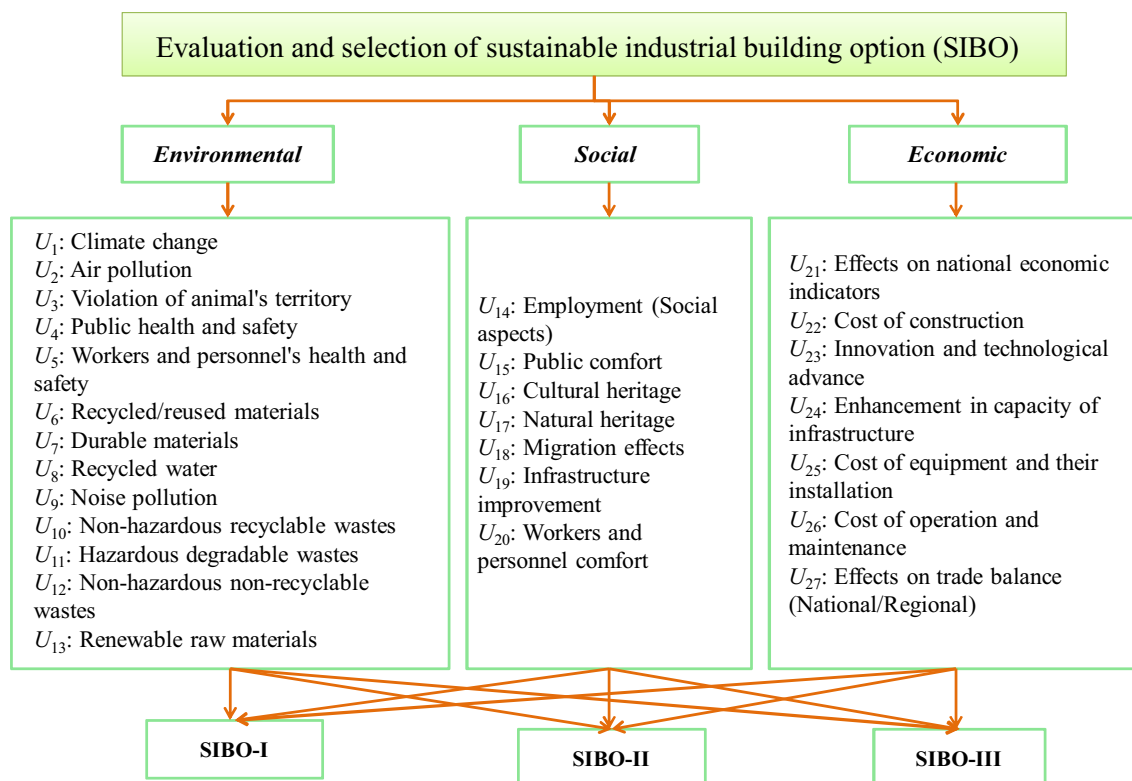 Evaluation and selection of sustainable industrial building option (SIBO)
Environmental
Social
Economic
U1: Climate change
U2: Air pollution
U3: Violation of animal's territory
U4: Public health and safety
U5: Workers and personnel's health and
safety
U6: Recycled/reused materials
U7: Durable materials
U8: Recycled water
U9: Noise pollution
U10: Non-hazardous recyclable wastes
U11: Hazardous degradable wastes
U12: Non-hazardous non-recyclable
wastes
U13: Renewable raw materials
U14: Employment (Social
aspects)
U15: Public comfort
U16: Cultural heritage
U17: Natural heritage
U18: Migration effects
U19: Infrastructure
improvement
U20: Workers and
personnel comfort
U21: Effects on national economic
indicators
U22: Cost of construction
U23: Innovation and technological
advance
U24: Enhancement in capacity of
infrastructure
U25: Cost of equipment and their
installation
U26: Cost of operation and
maintenance
U27: Effects on trade balance
(National/Regional)
SIBO-I
SIBO-II
SIBO-III